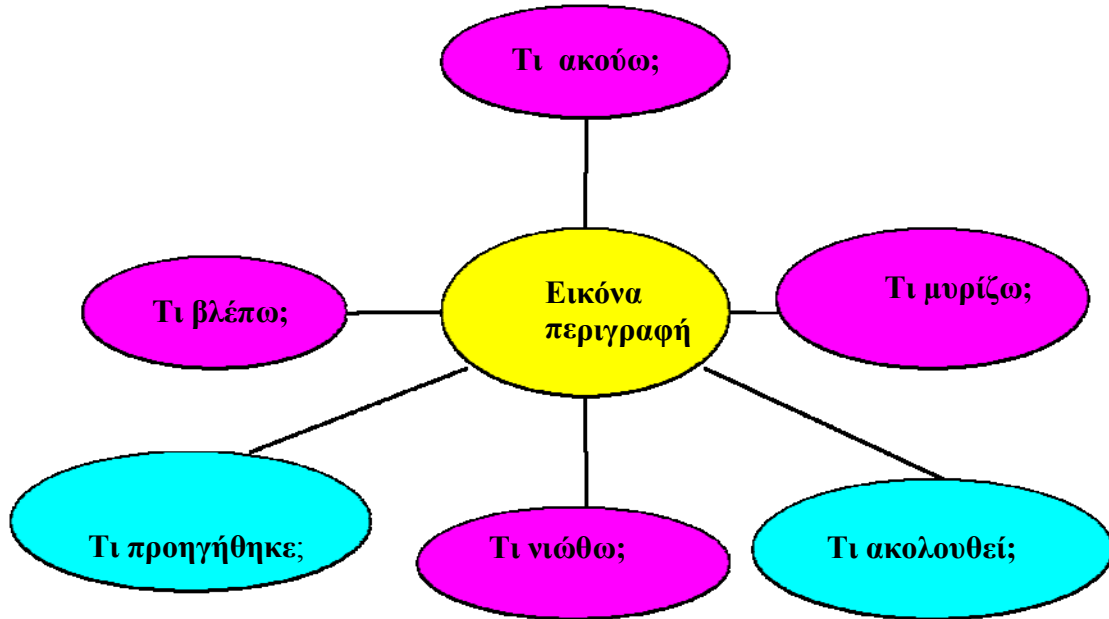 Τι ακούω;
Τι βλέπω;
Εικόνα
περιγραφή
Τι μυρίζω;
Τι προηγήθηκε;
Τι νιώθω;
Τι ακολουθεί;